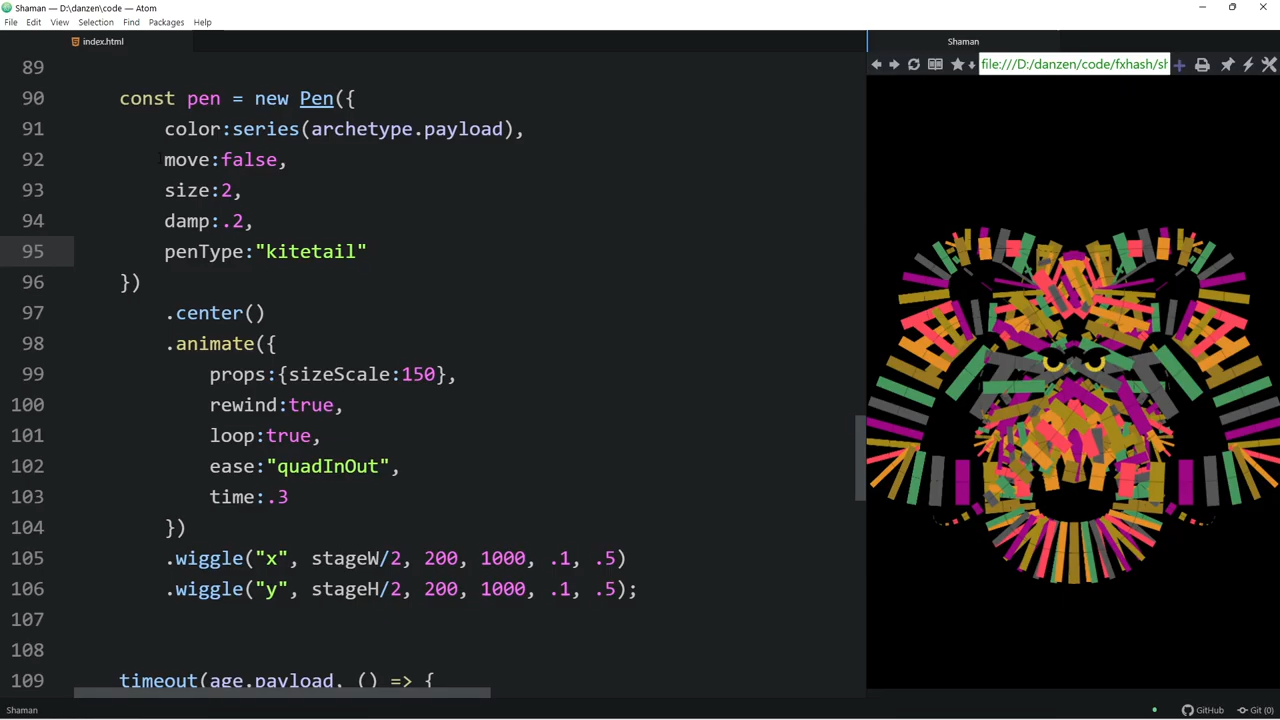 Shaman — D:\danzen\code — Atom
File Edit View Selection Find Packages Help
index.html
Shaman
file:///D:/danzen/code/fxhash/sh
89
90 const pen = new Pen({
91 color:series(archetype.payload),
92 move:false,
93 size:2,
94 damp:.2,
95 penType:"kitetail"
96 })
97 .center()
98 .animate({
99 props:{sizeScale:150},
100 rewind:true,
101 loop:true,
102 ease:"quadInOut",
103 time:.3
104 })
105 .wiggle("x", stageW/2, 200, 1000, .1, .5)
106 .wiggle("y", stageH/2, 200, 1000, .1, .5);
107
108
109 timeout(age.payload, () => {
Shaman
GitHub
Git (0)